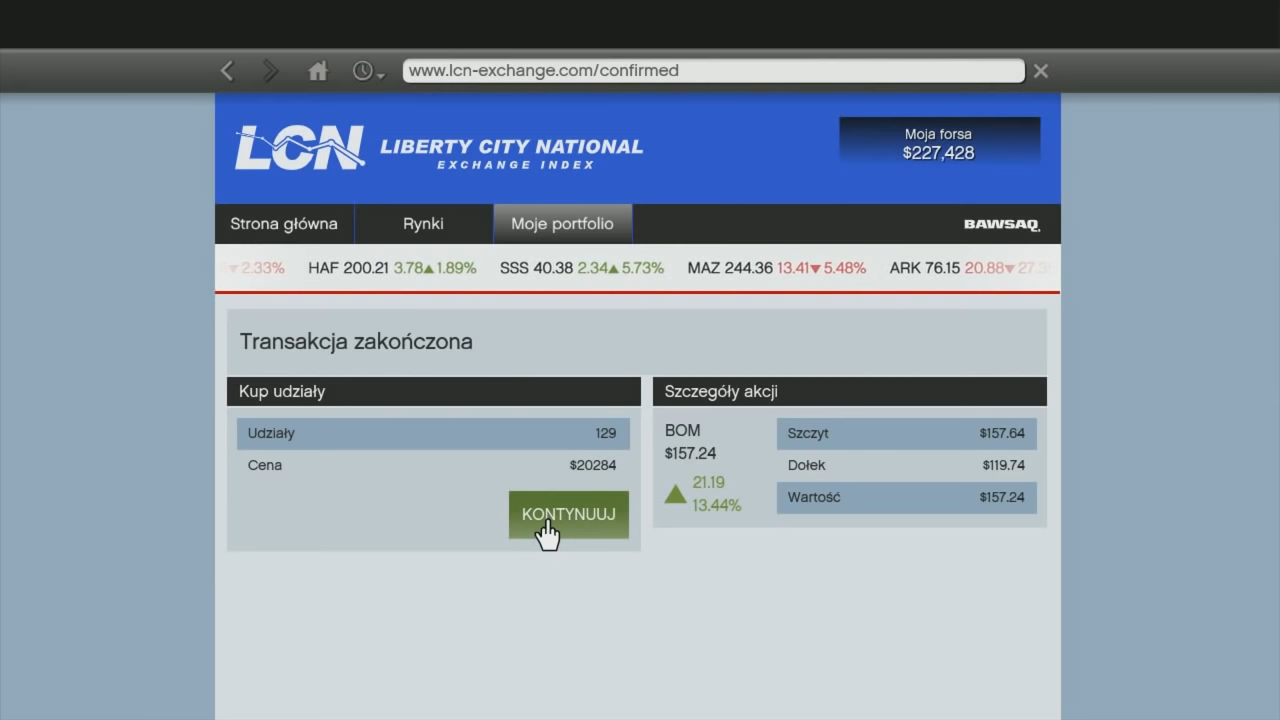 www.lcn-exchange.com/confirmed
LCN LIBERTY CITY NATIONAL
EXCHANGE INDEX
Moja forsa
$227,428
Strona główna Rynki Moje portfolio BAWSAQ
▼2.33% HAF 200.21 3.78▲1.89% SSS 40.38 2.34▲5.73% MAZ 244.36 13.41▼5.48% ARK 76.15 20.88▼
Transakcja zakończona
Kup udziały
Udziały 129
Cena $20284
KONTYNUUJ
Szczegóły akcji
BOM
$157.24
21.19
13.44%
Szczyt $157.64
Dołek $119.74
Wartość $157.24